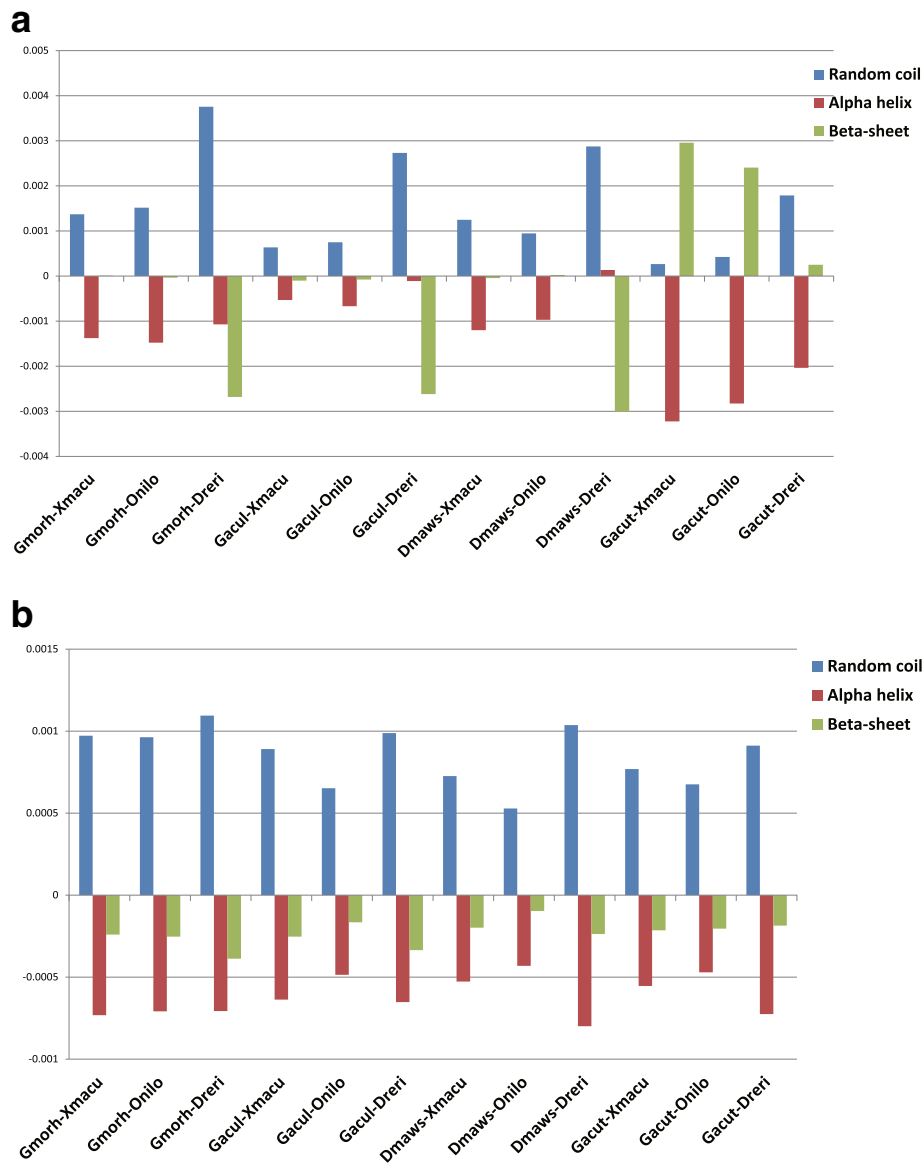 a
0.005
0.004
0.003
0.002
0.001
0
-0.001
-0.002
-0.003
-0.004
Random coil
Alpha helix
Beta-sheet
Gmorh-Xmacu
Gmorh-Onilo
Gmorh-Dreri
Gacul-Xmacu
Gacul-Onilo
Gacul-Dreri
Dmaws-Xmacu
Dmaws-Onilo
Dmaws-Dreri
Gacut-Xmacu
Gacut-Onilo
Gacut-Dreri
b
0.0015
0.001
0.0005
0
-0.0005
-0.001
Random coil
Alpha helix
Beta-sheet
Gmorh-Xmacu
Gmorh-Onilo
Gmorh-Dreri
Gacul-Xmacu
Gacul-Onilo
Gacul-Dreri
Dmaws-Xmacu
Dmaws-Onilo
Dmaws-Dreri
Gacut-Xmacu
Gacut-Onilo
Gacut-Dreri